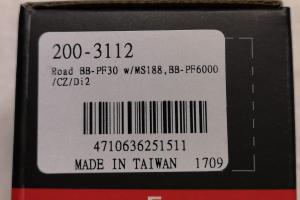 200-3112
Road BB-PF30 w/MS188,BB-PF6000
/CZ/Di2
4710636251511
MADE IN TAIWAN 1709